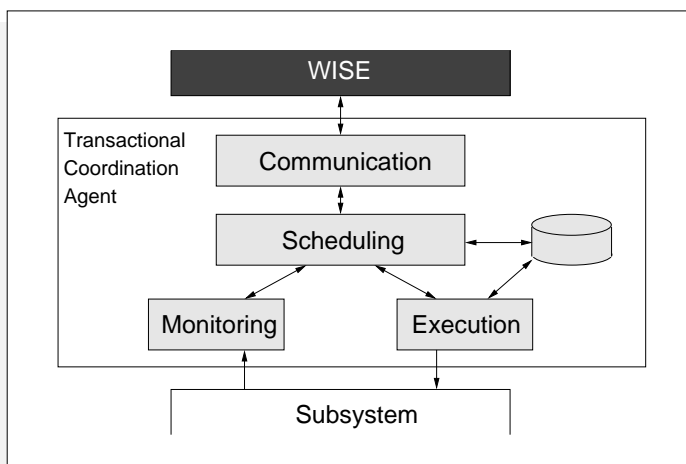 WISE
Transactional
Coordination
Agent
Communication
Scheduling
Monitoring
Execution
Subsystem